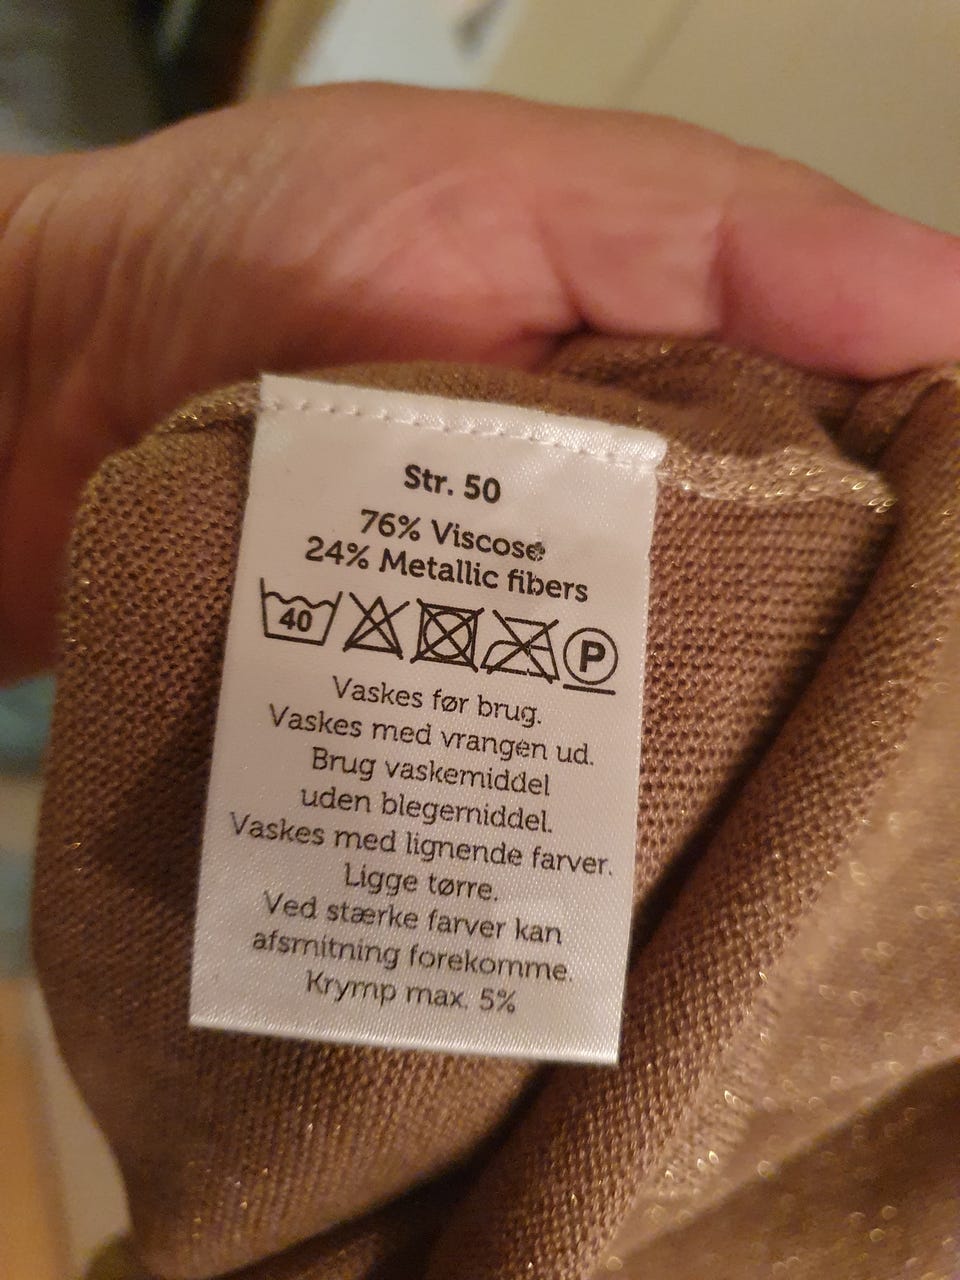 Str. 50
76% Viscose
24% Metallic fibers
40 P
Vaskes før brug.
Vaskes med vrangen ud.
Brug vaskemiddel
uden blegemiddel.
Vaskes med lignende farver.
Ligge tørre.
Ved stærke farver kan
afsmitning forekomme.
Krymp max. 5%